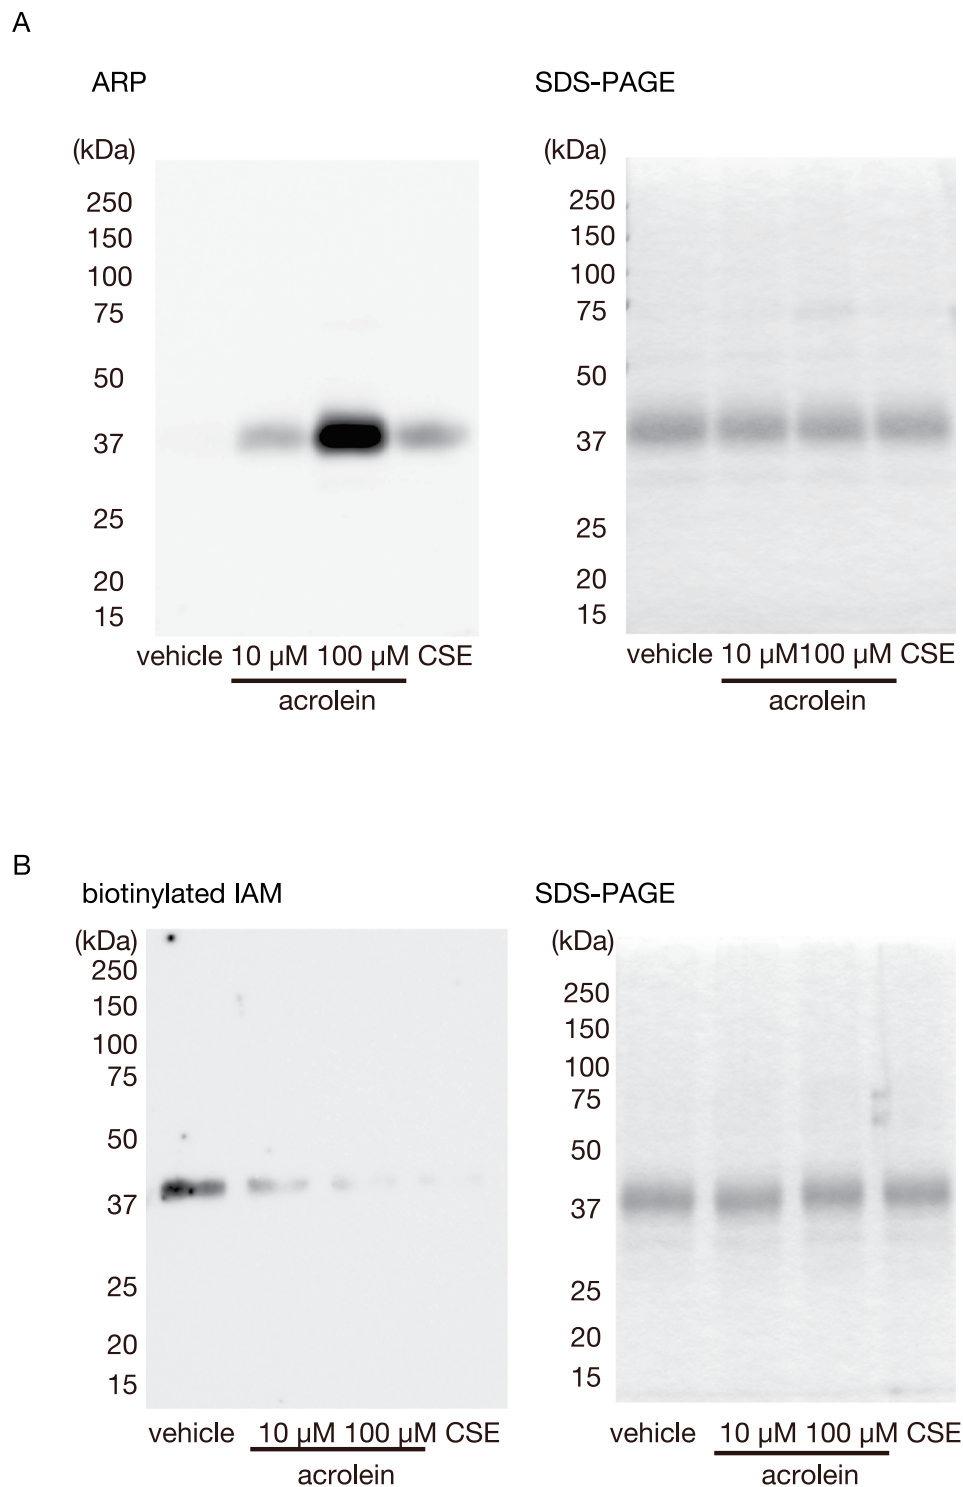 A
ARP
(kDa)
250
150
100
75
50
37
25
20
15
vehicle 10 µM 100 µM CSE
acrolein
SDS-PAGE
(kDa)
250
150
100
75
50
37
25
20
15
vehicle 10 µM100 µM CSE
acrolein
B
biotinylated IAM
(kDa)
250
150
100
75
50
37
25
20
15
vehicle 10 µM 100 µM CSE
acrolein
SDS-PAGE
(kDa)
250
150
100
75
50
37
25
20
15
vehicle 10 µM 100 µM CSE
acrolein